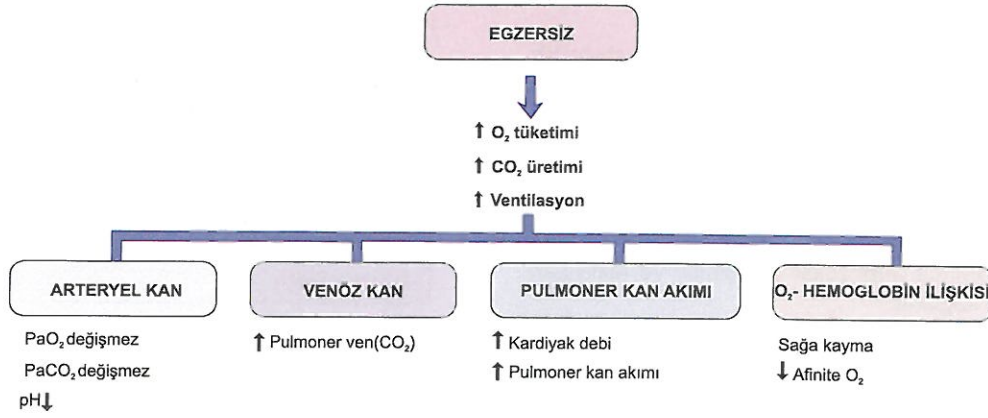 EGZERSİZ
↑ O₂ tüketimi
↑ CO₂ üretimi
↑ Ventilasyon
ARTERYEL KAN
PaO₂ değişmez
PaCO₂ değişmez
pH↓
VENÖZ KAN
↑ Pulmoner ven(CO₂)
PULMONER KAN AKIMI
↑ Kardiyak debi
↑ Pulmoner kan akımı
O₂- HEMOGLOBİN İLİŞKİSİ
Sağa kayma
↓ Afinite O₂